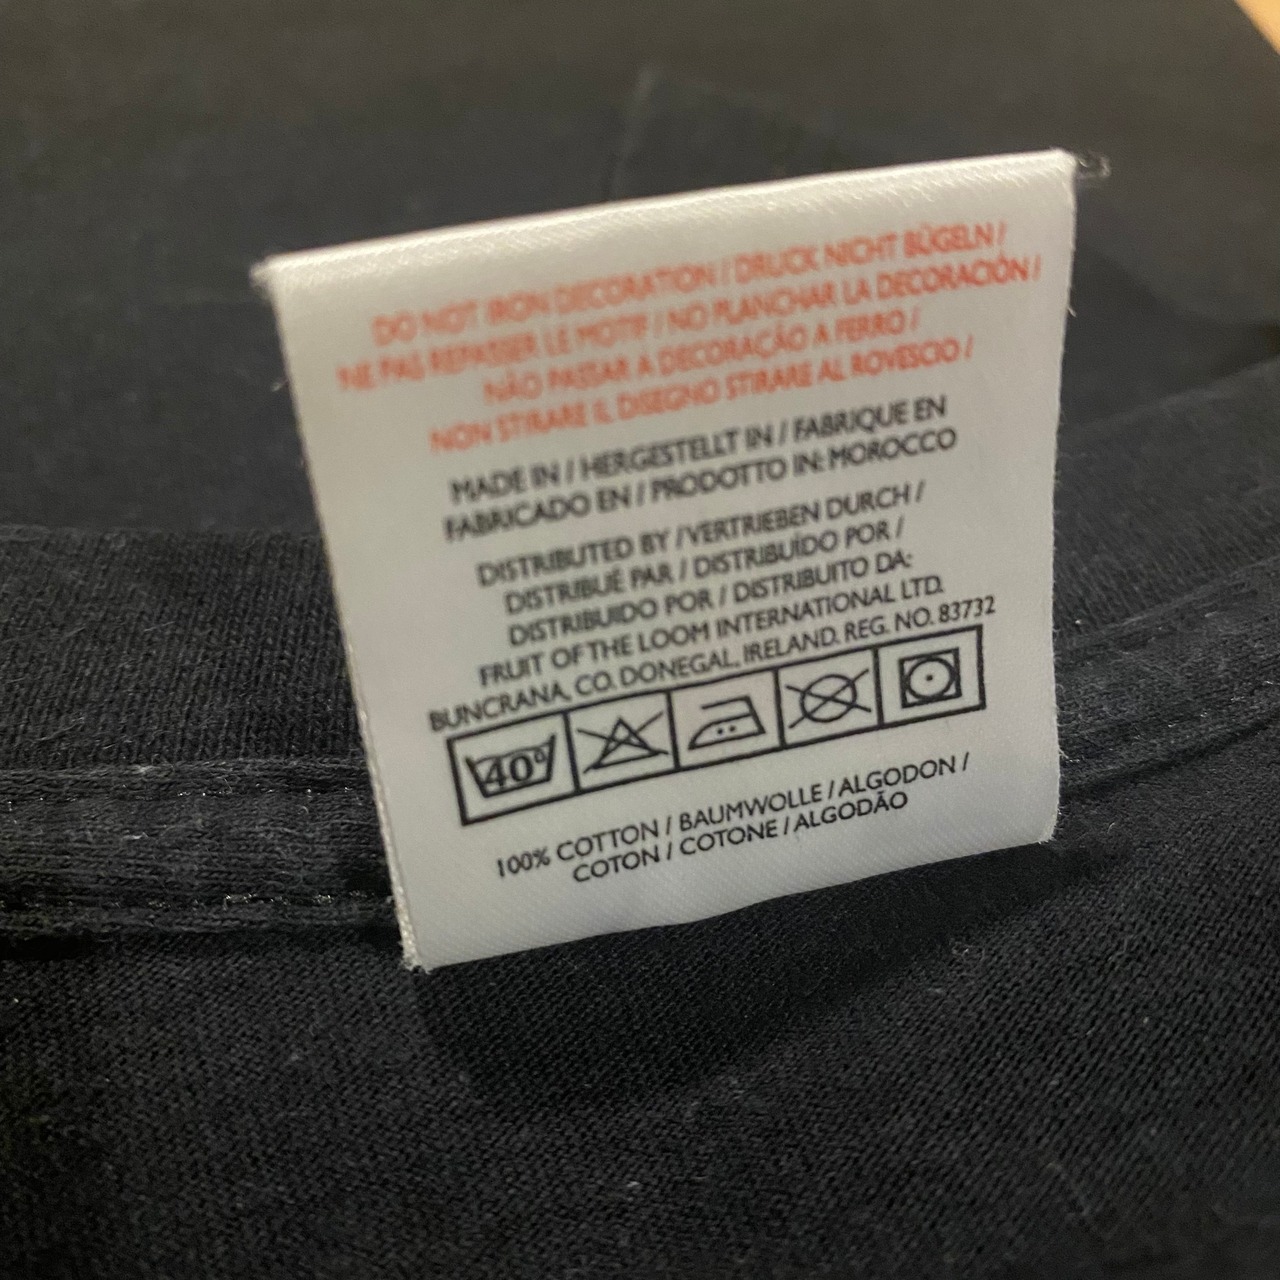 DO NOT IRON DECORATION / DRUCK NICHT BÜGELN /
NE PAS REPASSER LE MOTIF / NO PLANCHAR LA DECORACIÓN /
NÃO PASSAR A DECORAÇÃO A FERRO /
NON STIRARE IL DISEGNO STIRARE AL ROVESCIO /
MADE IN / HERGESTELLT IN / FABRIQUE EN
FABRICADO EN / PRODOTTO IN: MOROCCO
DISTRIBUTED BY / VERTRIEBEN DURCH /
DISTRIBUÉ PAR / DISTRIBUÍDO POR /
DISTRIBUIDO POR / DISTRIBUITO DA:
FRUIT OF THE LOOM INTERNATIONAL LTD.
BUNCRANA, CO. DONEGAL, IRELAND. REG. NO. 83732
40°
100% COTTON / BAUMWOLLE / ALGODON /
COTON / COTONE / ALGODÃO